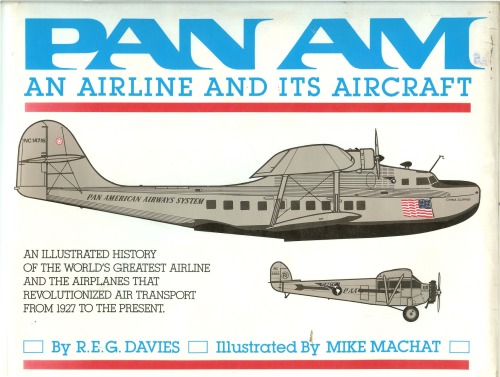 PAN AM
AN AIRLINE AND ITS AIRCRAFT
NC 14716
PAN AMERICAN AIRWAYS SYSTEM
CHINA CLIPPER
AN ILLUSTRATED HISTORY
OF THE WORLD'S GREATEST AIRLINE
AND THE AIRPLANES THAT
REVOLUTIONIZED AIR TRANSPORT
FROM 1927 TO THE PRESENT.
By R.E.G. DAVIES Illustrated By MIKE MACHAT